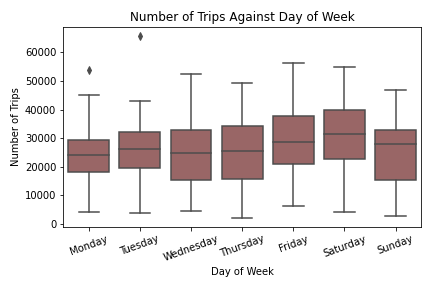 Number of Trips Against Day of Week
Number of Trips
60000
50000
40000
30000
20000
10000
0
Monday
Tuesday
Wednesday
Thursday
Friday
Saturday
Sunday
Day of Week